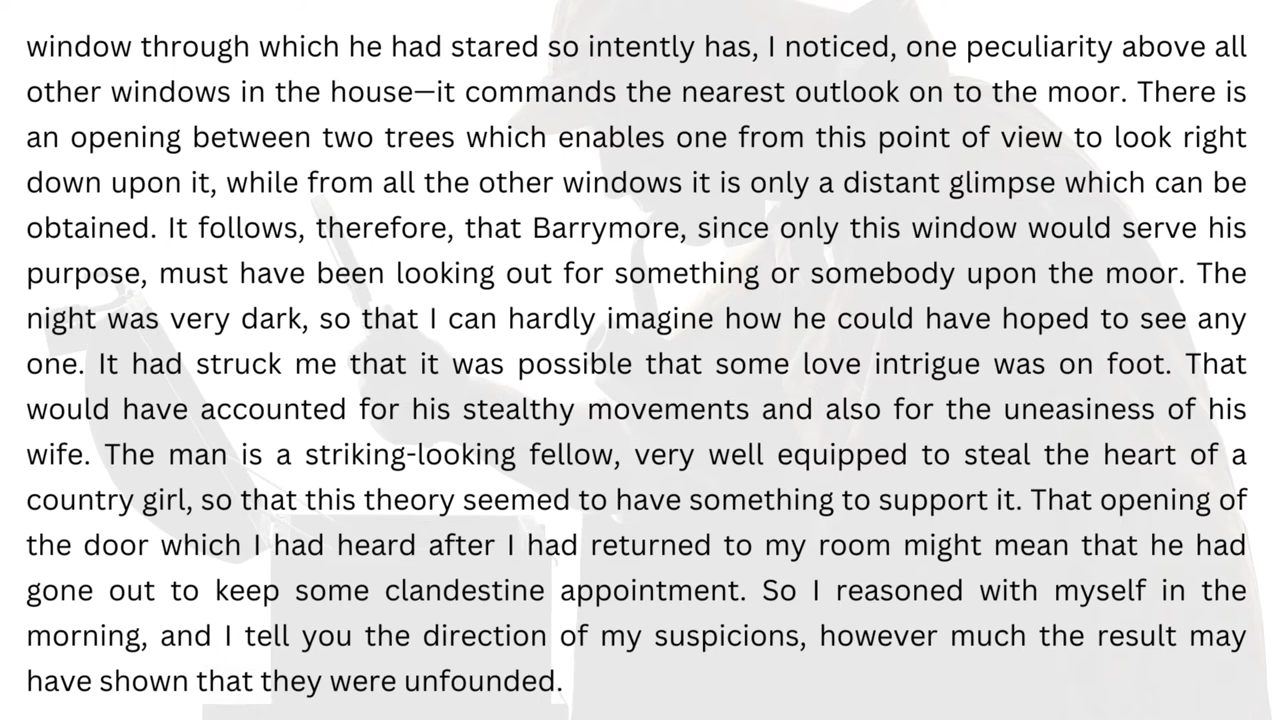 window through which he had stared so intently has, I noticed, one peculiarity above all
other windows in the house—it commands the nearest outlook on to the moor. There is
an opening between two trees which enables one from this point of view to look right
down upon it, while from all the other windows it is only a distant glimpse which can be
obtained. It follows, therefore, that Barrymore, since only this window would serve his
purpose, must have been looking out for something or somebody upon the moor. The
night was very dark, so that I can hardly imagine how he could have hoped to see any
one. It had struck me that it was possible that some love intrigue was on foot. That
would have accounted for his stealthy movements and also for the uneasiness of his
wife. The man is a striking-looking fellow, very well equipped to steal the heart of a
country girl, so that this theory seemed to have something to support it. That opening of
the door which I had heard after I had returned to my room might mean that he had
gone out to keep some clandestine appointment. So I reasoned with myself in the
morning, and I tell you the direction of my suspicions, however much the result may
have shown that they were unfounded.